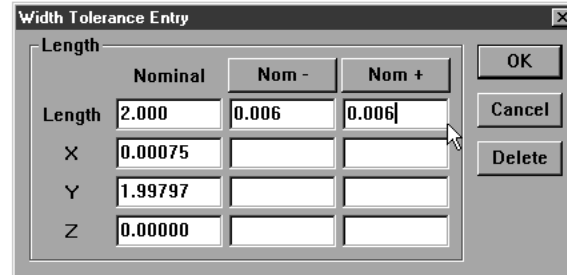 Width Tolerance Entry
Length
Nominal Nom - Nom +
Length 2.000 0.006 0.006
X 0.00075
Y 1.99797
Z 0.00000
OK
Cancel
Delete